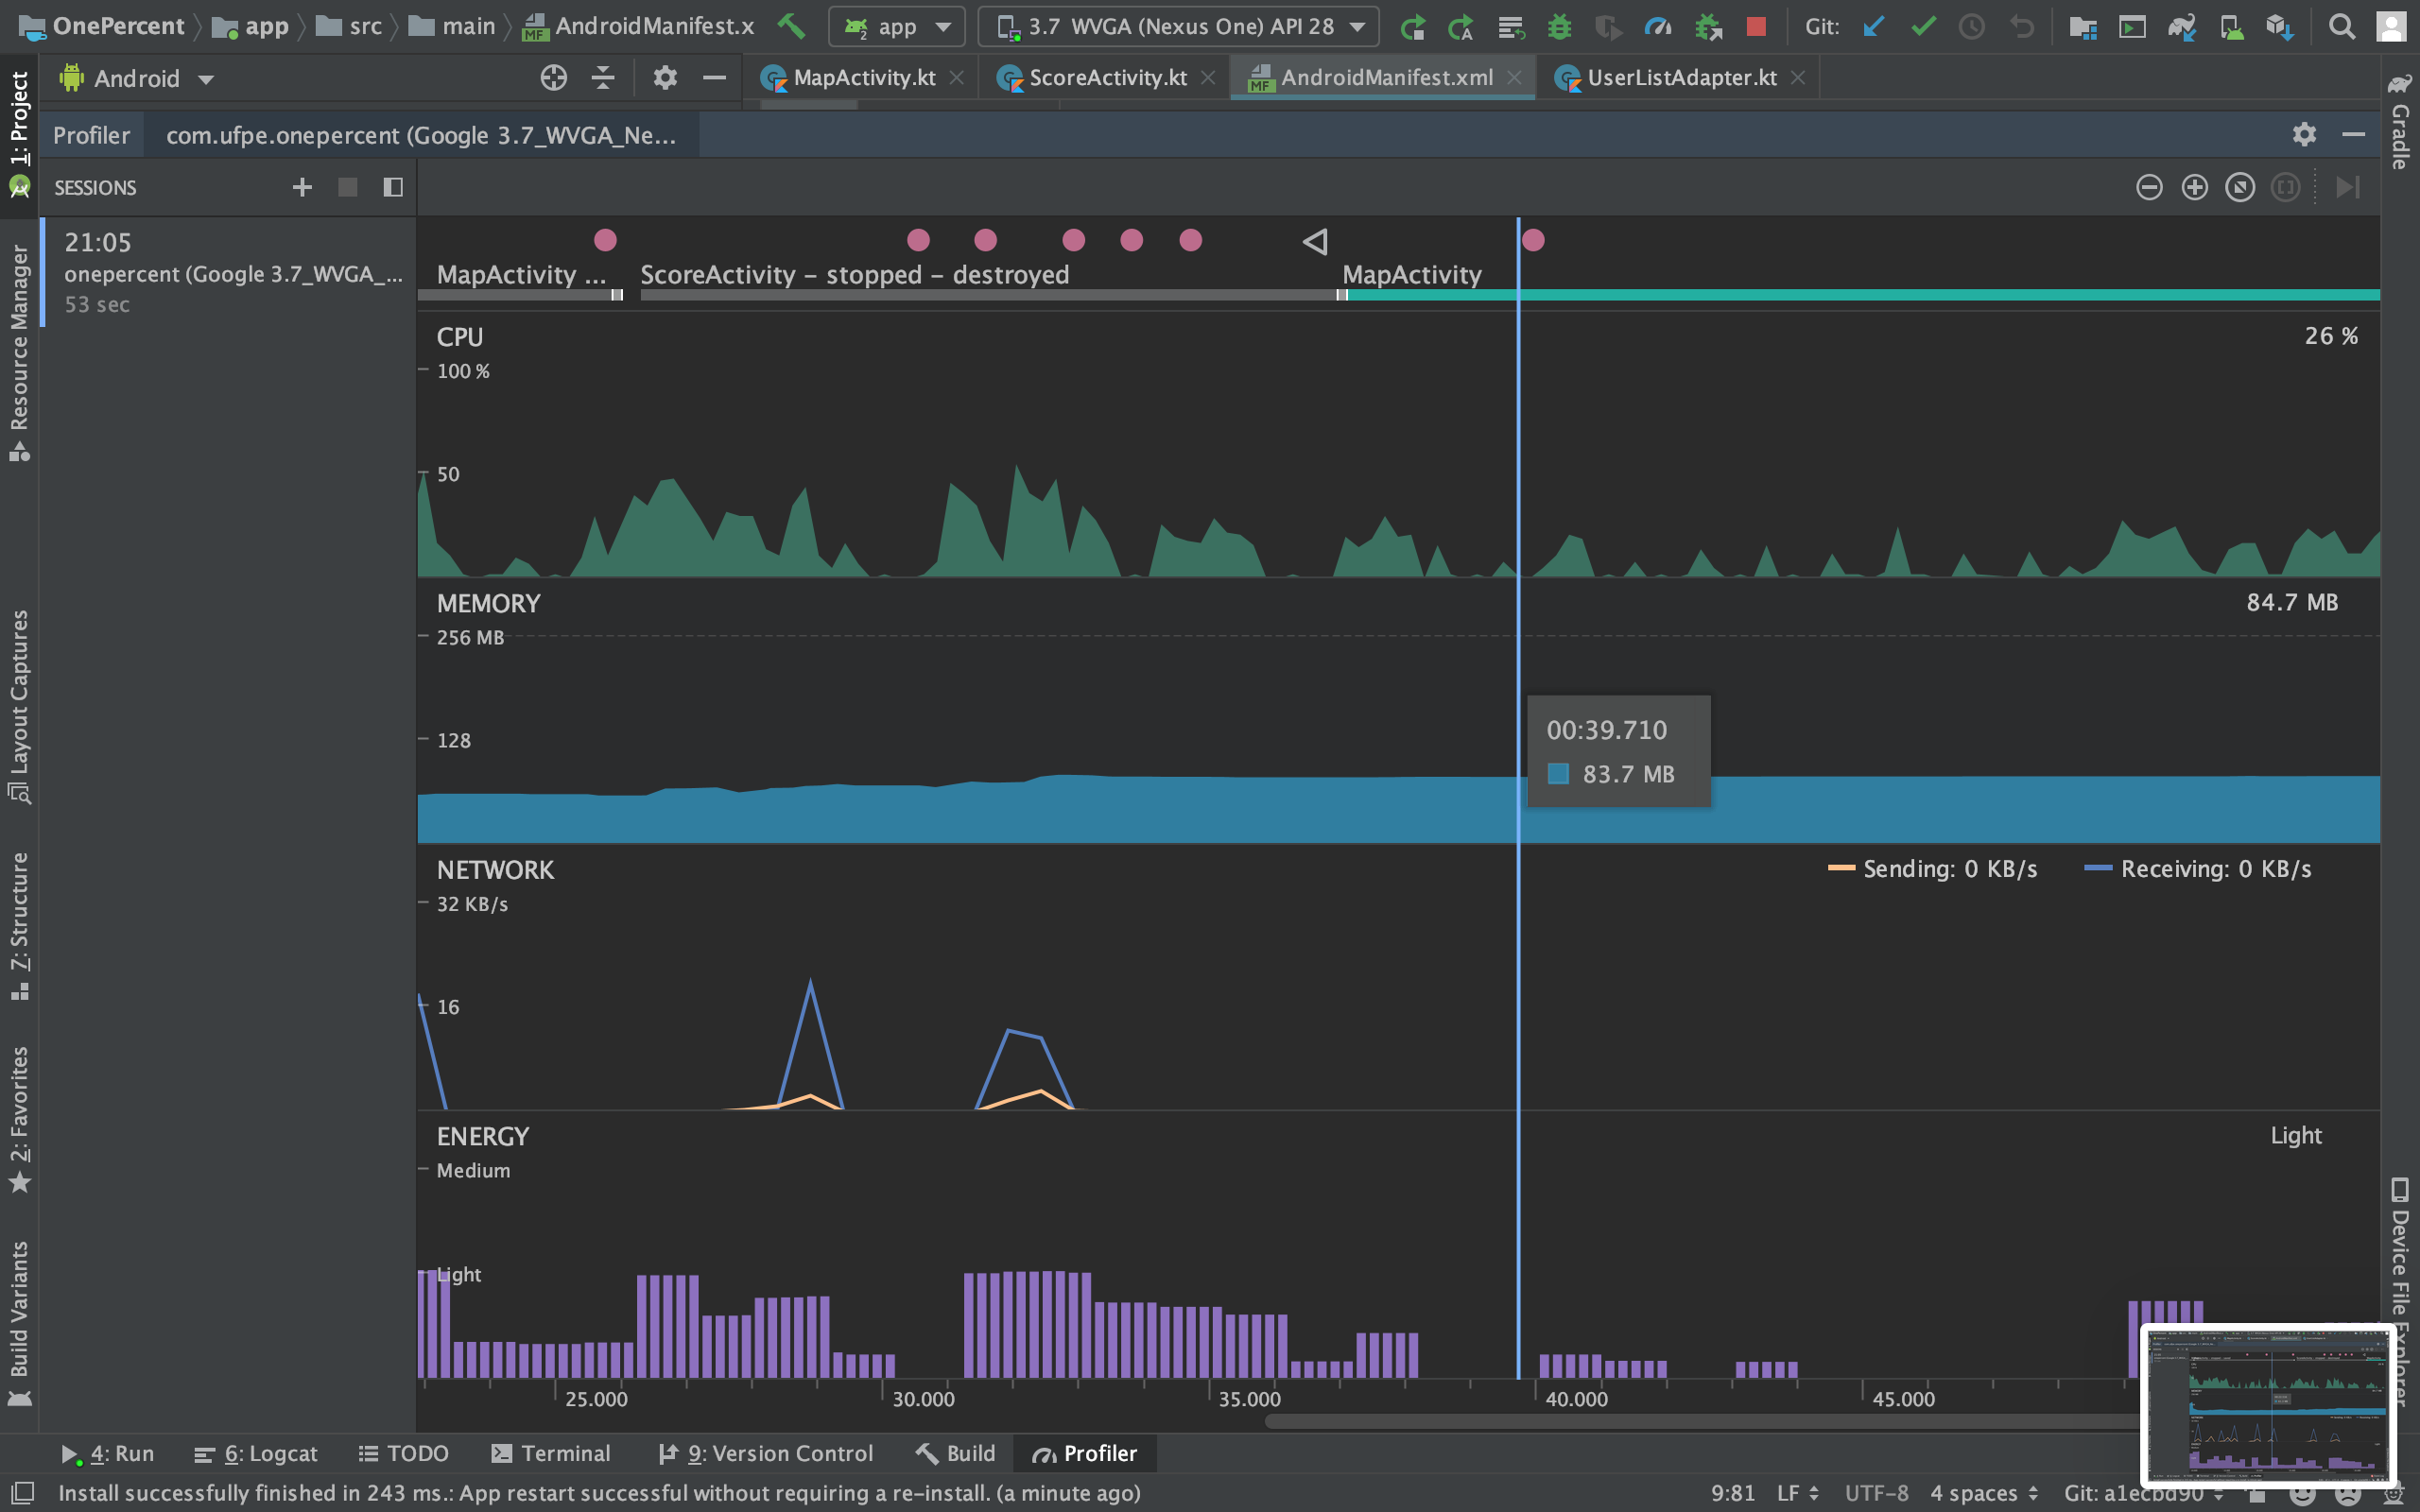 OnePercent app src main AndroidManifest.x app 3.7 WVGA (Nexus One) API 28 Git:
Android MapActivity.kt ScoreActivity.kt AndroidManifest.xml UserListAdapter.kt
Profiler com.ufpe.onepercent (Google 3.7_WVGA_Ne...
SESSIONS
21:05
onepercent (Google 3.7_WVGA_...
53 sec
MapActivity ... ScoreActivity – stopped – destroyed MapActivity
CPU 26 %
100 %
50
MEMORY 84.7 MB
256 MB
128
00:39.710
83.7 MB
NETWORK Sending: 0 KB/s Receiving: 0 KB/s
32 KB/s
16
ENERGY Light
Medium
Light
25.000 30.000 35.000 40.000 45.000
1: Project
Resource Manager
Layout Captures
7: Structure
2: Favorites
Build Variants
Gradle
Device File Explorer
4: Run 6: Logcat TODO Terminal 9: Version Control Build Profiler
Install successfully finished in 243 ms.: App restart successful without requiring a re-install. (a minute ago) 9:81 LF UTF-8 4 spaces Git: a1ecbd90